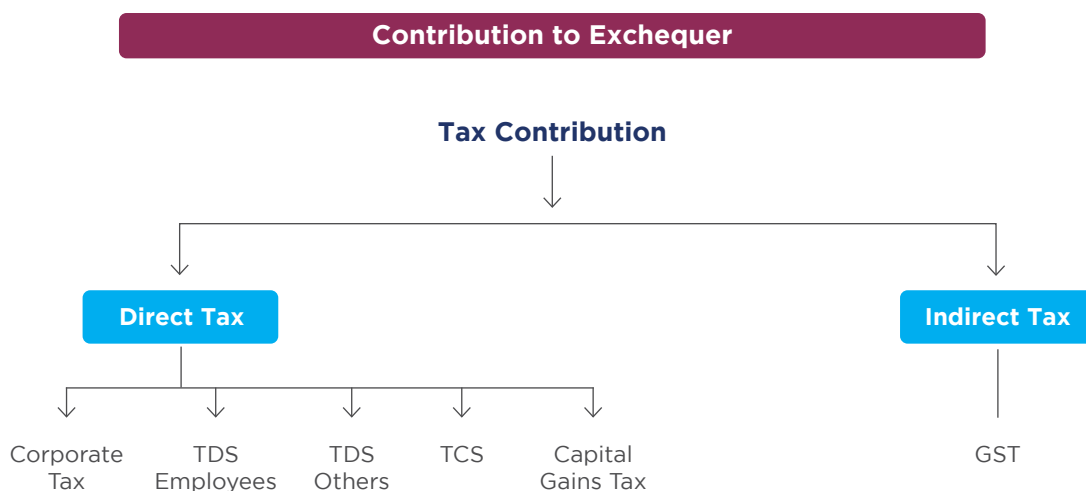 Contribution to Exchequer
Tax Contribution
Direct Tax
Indirect Tax
Corporate
Tax
TDS
Employees
TDS
Others
TCS
Capital
Gains Tax
GST